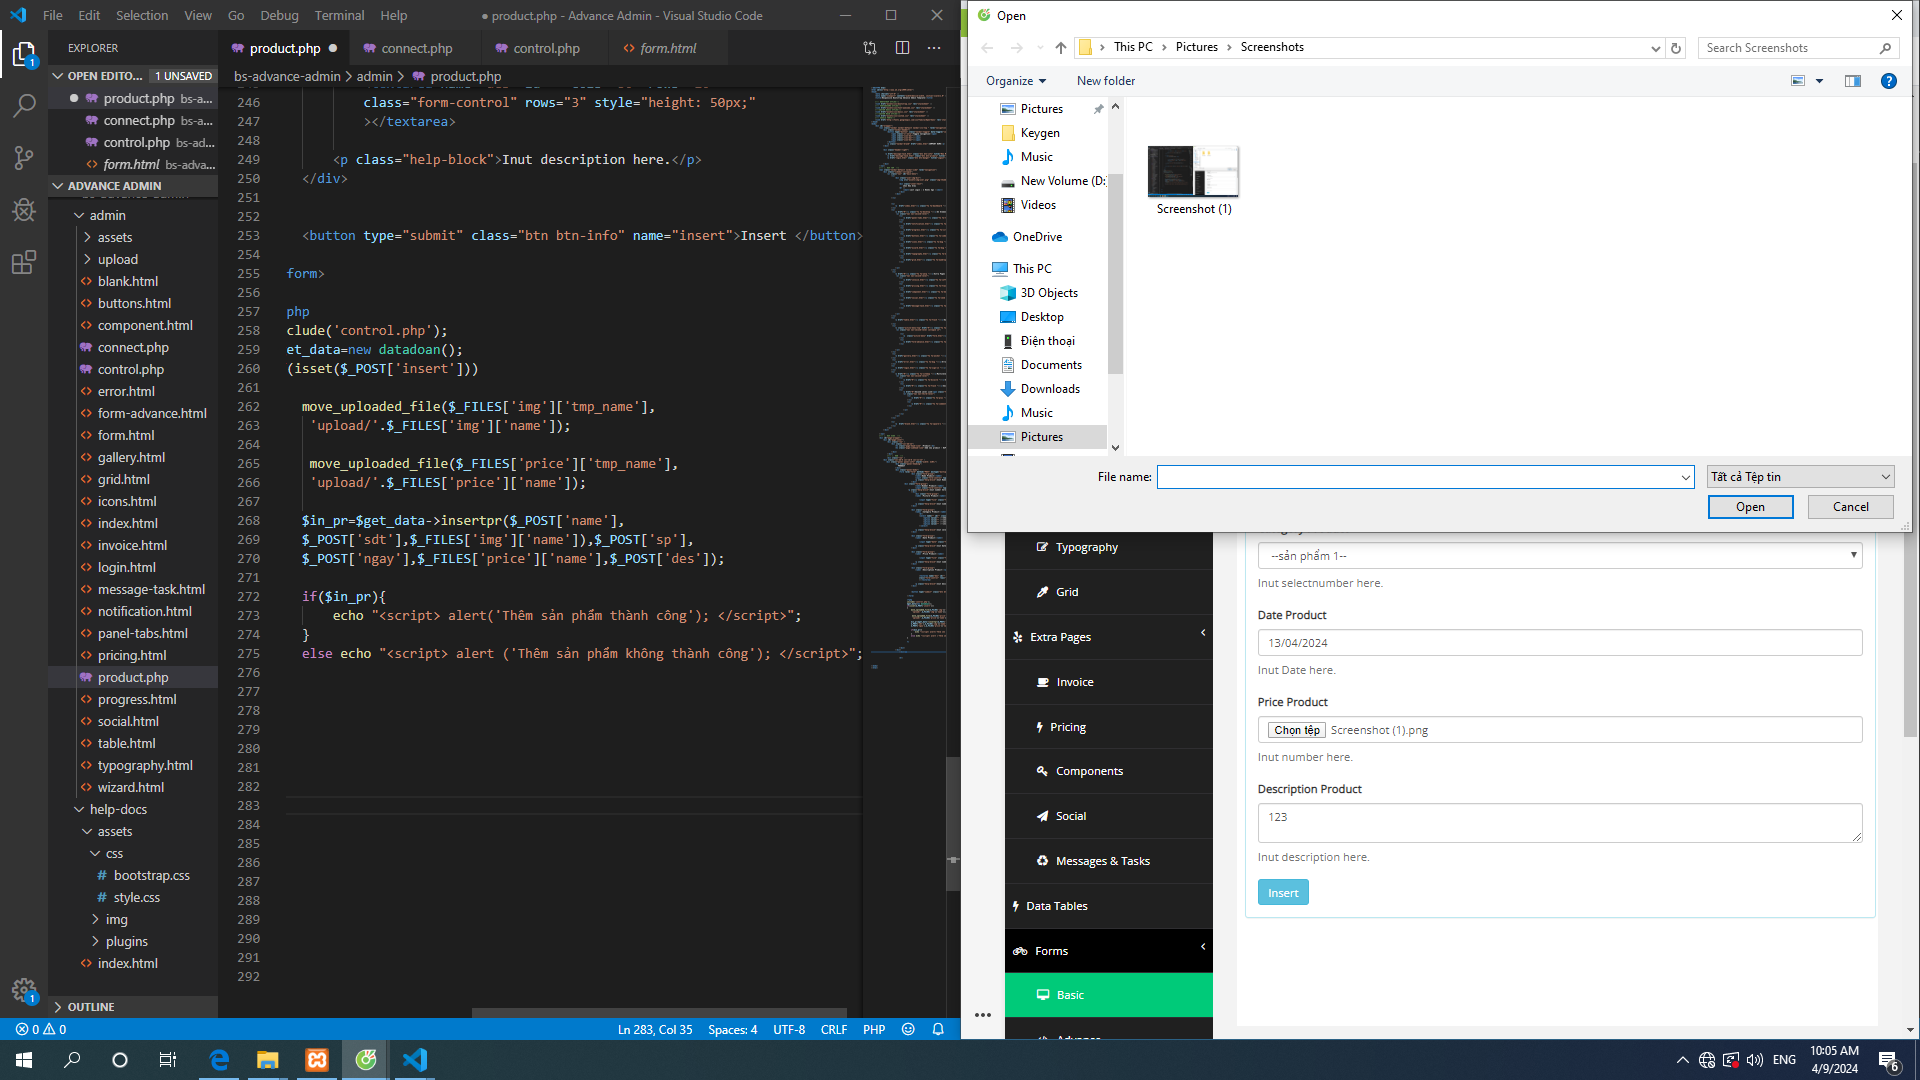 File Edit Selection View Go Debug Terminal Help
● product.php - Advance Admin - Visual Studio Code
EXPLORER
OPEN EDITO... 1 UNSAVED
product.php bs-a...
connect.php bs-a...
control.php bs-ad...
form.html bs-adva...
ADVANCE ADMIN
admin
assets
upload
blank.html
buttons.html
component.html
connect.php
control.php
error.html
form-advance.html
form.html
gallery.html
grid.html
icons.html
index.html
invoice.html
login.html
message-task.html
notification.html
panel-tabs.html
pricing.html
product.php
progress.html
social.html
table.html
typography.html
wizard.html
help-docs
assets
css
bootstrap.css
style.css
img
plugins
index.html
OUTLINE
product.php connect.php control.php form.html
bs-advance-admin > admin > product.php
246 class="form-control" rows="3" style="height: 50px;"
247 ></textarea>
248
249 <p class="help-block">Inut description here.</p>
250 </div>
251
252
253 <button type="submit" class="btn btn-info" name="insert">Insert </button>
254
255 form>
256
257 php
258 clude('control.php');
259 et_data=new datadoan();
260 (isset($_POST['insert']))
261
262 move_uploaded_file($_FILES['img']['tmp_name'],
263 'upload/'.$_FILES['img']['name']);
264
265 move_uploaded_file($_FILES['price']['tmp_name'],
266 'upload/'.$_FILES['price']['name']);
267
268 $in_pr=$get_data->insertpr($_POST['name'],
269 $_POST['sdt'],$_FILES['img']['name']),$_POST['sp'],
270 $_POST['ngay'],$_FILES['price']['name'],$_POST['des']);
271
272 if($in_pr){
273 echo "<script> alert('Thêm sản phẩm thành công'); </script>";
274 }
275 else echo "<script> alert ('Thêm sản phẩm không thành công'); </script>";
276
277
278
279
280
281
282
283
284
285
286
287
288
289
290
291
292
0 0 Ln 283, Col 35 Spaces: 4 UTF-8 CRLF PHP
Open
This PC > Pictures > Screenshots
Search Screenshots
Organize New folder
Pictures
Keygen
Music
New Volume (D:
Videos
OneDrive
This PC
3D Objects
Desktop
Điện thoại
Documents
Downloads
Music
Pictures
Screenshot (1)
File name:
Tất cả Tệp tin
Open Cancel
Typography
Grid
Extra Pages
Invoice
Pricing
Components
Social
Messages & Tasks
Data Tables
Forms
Basic
--sản phẩm 1--
Inut selectnumber here.
Date Product
13/04/2024
Inut Date here.
Price Product
Chọn tệp Screenshot (1).png
Inut number here.
Description Product
123
Inut description here.
Insert
ENG
10:05 AM
4/9/2024
6